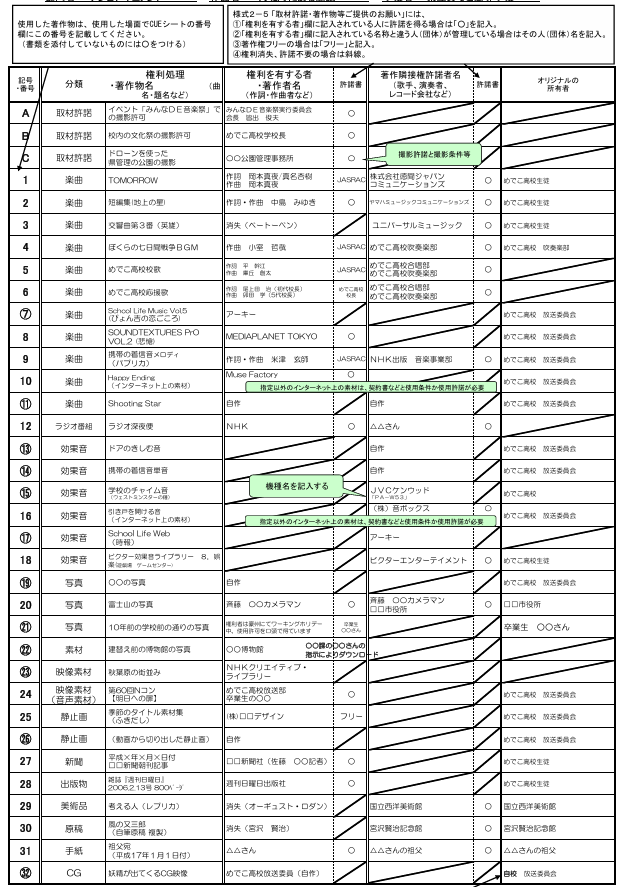 使用した著作物は、使用した場面でCUEシートの番号
欄にこの番号を記載してください。
（書類を添付していないものには〇をつける）
様式２－５「取材許諾・著作物等ご提供のお願い」には、
①「権利を有する者」欄に記入されている人に許諾を得る場合は「〇」を記入。
②「権利を有する者」欄に記入されている名称と違う人（団体）が管理している場合はその人（団体）名を記入。
③著作権フリーの場合は「フリー」と記入。
④権利消失、許諾不要の場合は斜線。
記号・番号 分類 権利処理・著作物名（曲名・題名など） 権利を有する者・著作者名（作詞・作曲者など） 許諾書 著作隣接権許諾者名（歌手、演奏者、レコード会社など） 許諾書 オリジナルの所有者
A 取材許諾 イベント「みんなＤＥ音楽祭」での撮影許可 みんなＤＥ音楽祭実行委員会 会長 皆出 俊夫 〇
B 取材許諾 校内の文化祭の撮影許可 めでこ高校学校長 〇
C 取材許諾 ドローンを使った県管理の公園の撮影 〇〇公園管理事務所 〇
撮影許諾と撮影条件等
1 楽曲 TOMORROW 作詞 岡本真夜/真名杏樹 作曲 岡本真夜 JASRAC 株式会社徳間ジャパンコミュニケーションズ 〇 めでこ高校生徒
2 楽曲 短編集(地上の星) 作詞・作曲 中島 みゆき 〇 ヤマハミュージックコミュニケーションズ 〇 めでこ高校生徒
3 楽曲 交響曲第３番（英雄） 消失（ベートーベン） ユニバーサルミュージック 〇 めでこ高校生徒
4 楽曲 ぼくらの七日間戦争ＢＧＭ 作曲 小室 哲哉 JASRAC めでこ高校吹奏楽部 〇 めでこ高校 吹奏楽部
5 楽曲 めでこ高校校歌 作詞 平 幹江 JASRAC めでこ高校合唱部 めでこ高校吹奏楽部 〇
6 楽曲 めでこ高校応援歌 めでこ高校校長 めでこ高校合唱部 めでこ高校吹奏楽部 〇
⑦ 楽曲 School Life Music Vol.5（ぴょん吉の恋ごころ） アーキー めでこ高校 放送委員会
8 楽曲 SOUNDTEXTURES PrO VOL.2 (悲惨) MEDIAPLANET TOKYO 〇 めでこ高校 放送委員会
9 楽曲 携帯の着信音メロディ（パプリカ） 作詞・作曲 米津 玄師 JASRAC ＮＨＫ出版 音楽事業部 〇 めでこ高校 放送委員会
10 楽曲 Happy Ending（インターネット上の素材） Muse Factory 〇 めでこ高校 放送委員会
指定以外のインターネット上の素材は、契約書などと使用条件か使用許諾が必要
⑪ 楽曲 Shooting Star 自作 自作 めでこ高校 放送委員会
12 ラジオ番組 ラジオ深夜便 ＮＨＫ 〇 △△さん 〇
⑬ 効果音 ドアのきしむ音 自作 めでこ高校 放送委員会
⑭ 効果音 携帯の着信音単音 自作 めでこ高校 放送委員会
⑮ 効果音 学校のチャイム音（ウェストミンスターの鐘） ＪＶＣケンウッド「ＰＡ－Ｗ５３」 めでこ高校
機種名を記入する
16 効果音 引き戸を開ける音（インターネット上の素材） （株）音ボックス 〇 めでこ高校 放送委員会
指定以外のインターネット上の素材は、契約書などと使用条件か使用許諾が必要
⑰ 効果音 School Life Web（時報） アーキー
18 効果音 ビクター効果音ライブラリー ８，娯楽(遊戯場 ゲームセンター) ビクターエンターテイメント 〇 めでこ高校生徒
⑲ 写真 〇〇の写真 自作 めでこ高校 放送委員会
20 写真 富士山の写真 斉藤 〇〇カメラマン 〇 斉藤 〇〇カメラマン □□市役所 〇 □□市役所
㉑ 写真 10年前の学校前の通りの写真 権利者は豪州にてワーキングホリデー中、使用許可を口頭で所ています 卒業生〇〇さん 卒業生 〇〇さん
㉒ 素材 建替え前の博物館の写真 〇〇博物館 〇〇課の〇〇さんの指示によりダウンロード
㉓ 映像素材 秋葉原の街並み ＮＨＫクリエイティブ・ライブラリー めでこ高校 放送委員会
24 映像素材（音声素材） 第60回Ｎコン【明日への扉】 めでこ高校放送部 卒業生の〇〇 〇 めでこ高校 放送委員会
25 静止画 季節のタイトル素材集（ふきだし） (株)□□デザイン フリー めでこ高校 放送委員会
㉖ 静止画 （動画から切り出した静止画） 自作 めでこ高校 放送委員会
27 新聞 平成×年×月×日付 □□新聞朝刊記事 □□新聞社（佐藤 〇〇記者） 〇 めでこ高校生徒
28 出版物 雑誌『週刊日曜日』2006.2.13号 800ﾍﾟｰｼﾞ 週刊日曜日出版社 〇 めでこ高校生徒
29 美術品 考える人（レプリカ） 消失（オーギュスト・ロダン） 国立西洋美術館 〇 国立西洋美術館
30 原稿 風の又三郎（自筆原稿 複製） 消失（宮沢 賢治） 宮沢賢治記念館 〇 宮沢賢治記念館
31 手紙 祖父宛（平成17年１月１日付） △△さん 〇 △△さんの祖父 〇 △△さんの祖父
㉜ CG 妖精が出てくるCG映像 めでこ高校放送委員（自作） 自校 放送委員会